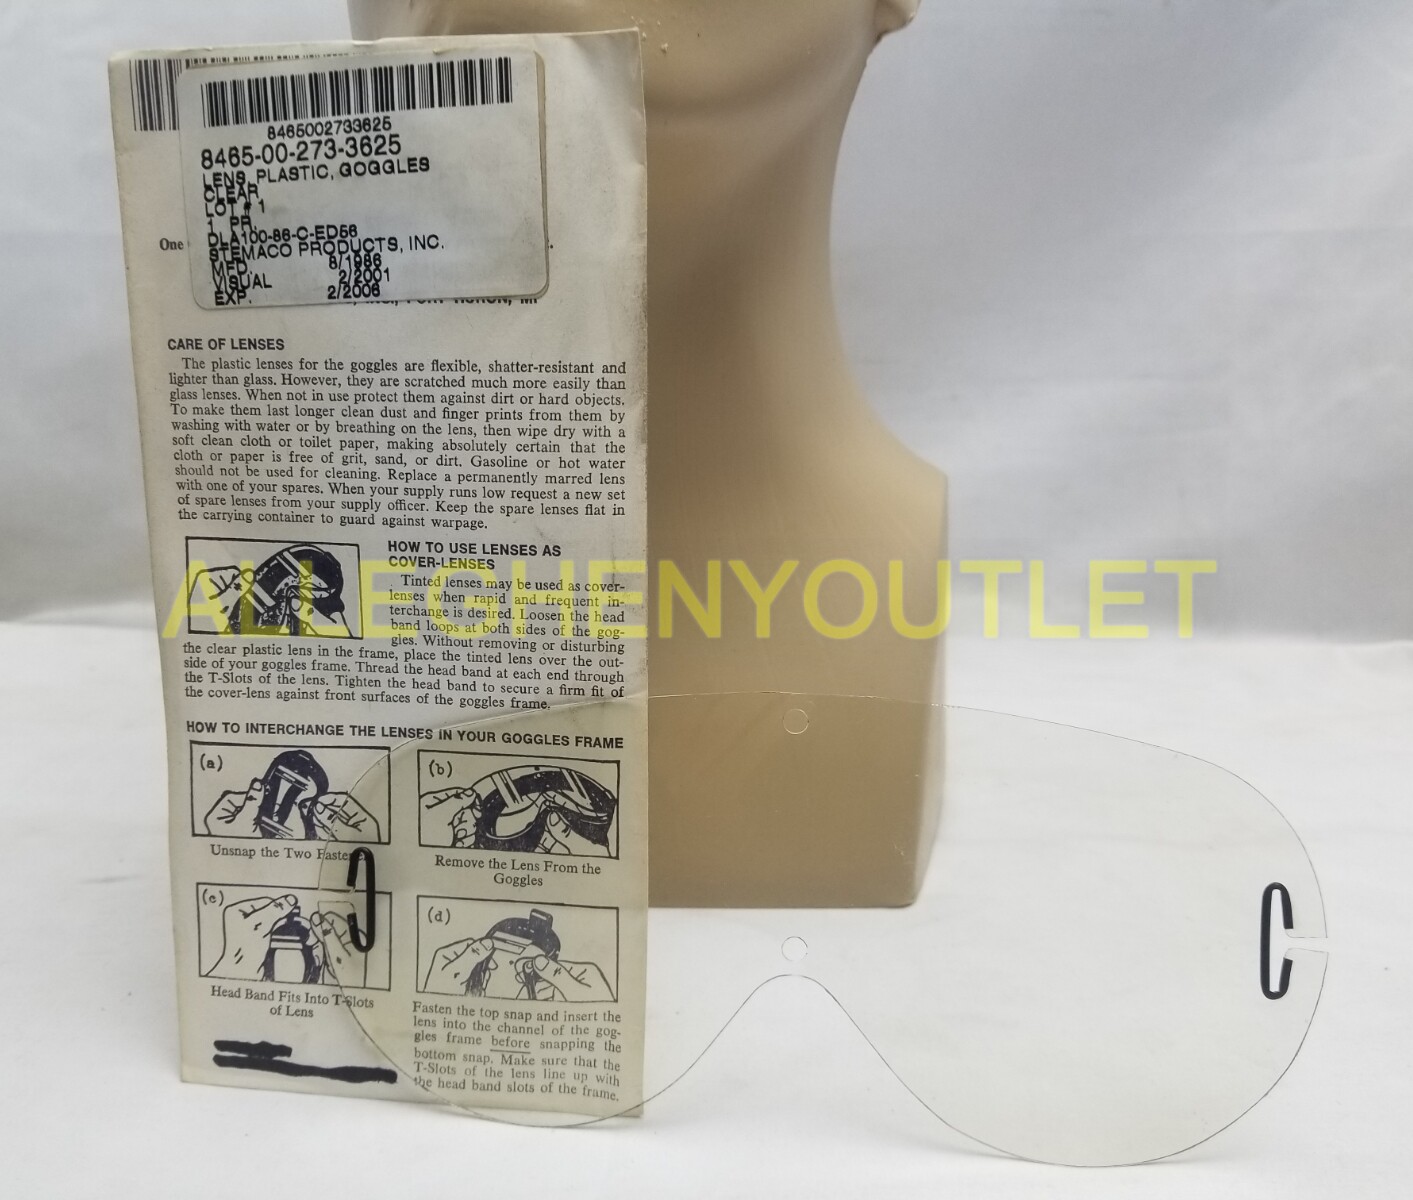 8465002733625
8465-00-273-3625
LENS, PLASTIC, GOGGLES
CLEAR
LOT # 1
1 PR.
DLA100-86-C-ED56
STEMACO PRODUCTS, INC.
MFD. 8/1986
VISUAL 2/2001
EXP. 2/2006
One
CARE OF LENSES
The plastic lenses for the goggles are flexible, shatter-resistant and
lighter than glass. However, they are scratched much more easily than
glass lenses. When not in use protect them against dirt or hard objects.
To make them last longer clean dust and finger prints from them by
washing with water or by breathing on the lens, then wipe dry with a
soft clean cloth or toilet paper, making absolutely certain that the
cloth or paper is free of grit, sand, or dirt. Gasoline or hot water
should not be used for cleaning. Replace a permanently marred lens
with one of your spares. When your supply runs low request a new set
of spare lenses from your supply officer. Keep the spare lenses flat in
the carrying container to guard against warpage.
HOW TO USE LENSES AS
COVER-LENSES
Tinted lenses may be used as cover-
lenses when rapid and frequent in-
terchange is desired. Loosen the head
band loops at both sides of the gog-
gles. Without removing or disturbing
the clear plastic lens in the frame, place the tinted lens over the out-
side of your goggles frame. Thread the head band at each end through
the T-Slots of the lens. Tighten the head band to secure a firm fit of
the cover-lens against front surfaces of the goggles frame.
ALLEGHENYOUTLET
HOW TO INTERCHANGE THE LENSES IN YOUR GOGGLES FRAME
(a)
Unsnap the Two
(b)
Remove the Lens From the
Goggles
(c)
Head Band Fits Into T-Slots
of Lens
(d)
Fasten the top snap and insert the
lens into the channel of the gog-
gles frame before snapping the
bottom snap. Make sure that the
T-Slots of the lens line up with
the head band slots of the frame.